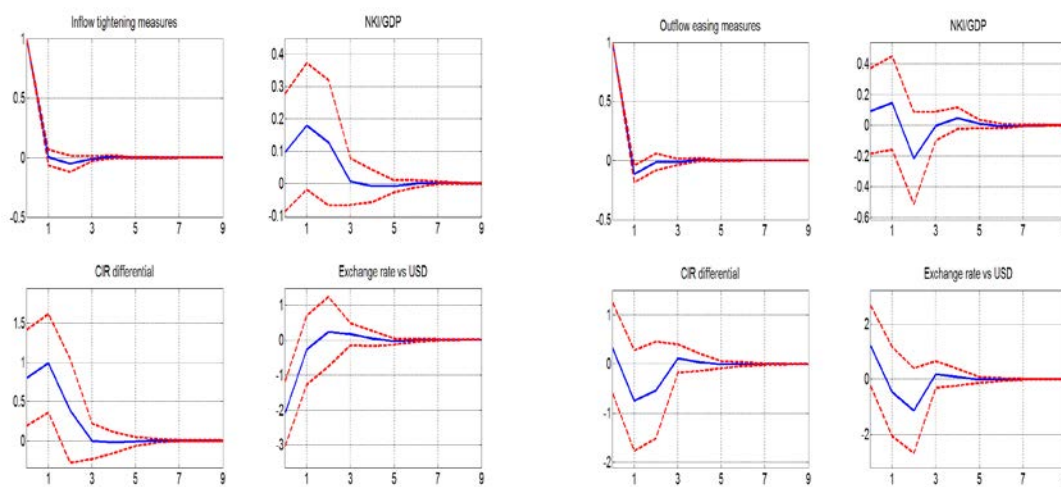 Inflow tightening measures
1
0.5
0
-0.5
1 3 5 7 9
NKI/GDP
0.4
0.3
0.2
0.1
0
-0.1
1 3 5 7 9
Outflow easing measures
1
0.5
0
-0.5
1 3 5 7 9
NKI/GDP
0.4
0.2
0
-0.2
-0.4
-0.6
1 3 5 7
CIR differential
1.5
1
0.5
0
1 3 5 7 9
Exchange rate vs USD
1
0
-1
-2
-3
1 3 5 7 9
CIR differential
1
0
-1
-2
1 3 5 7 9
Exchange rate vs USD
2
0
-2
1 3 5 7